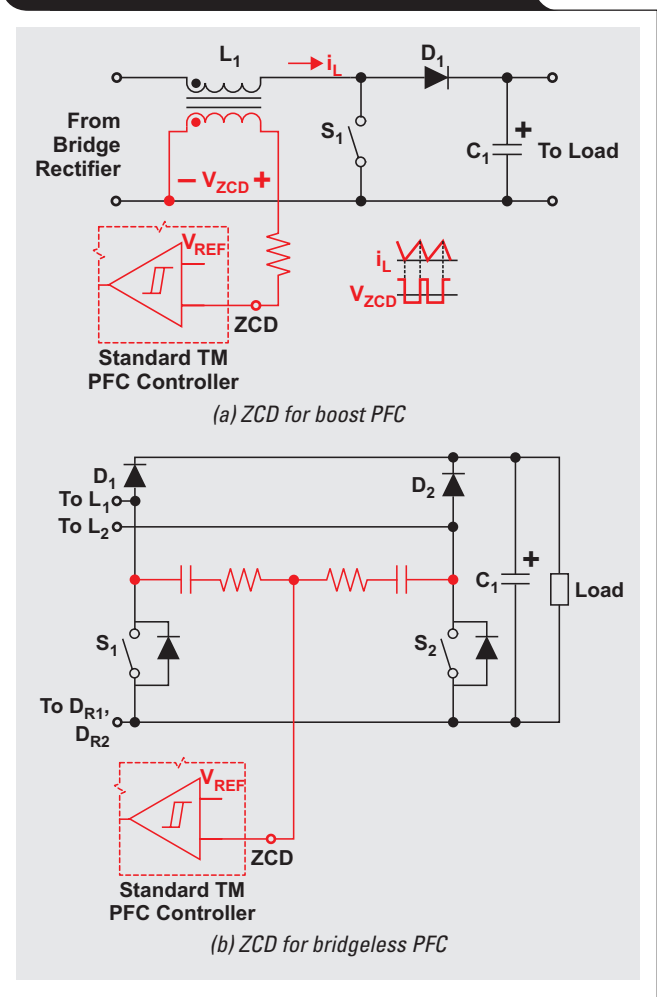 L1
iL
D1
From
Bridge
Rectifier
S1
C1
+
To Load
– VZCD +
VREF
iL
VZCD
ZCD
Standard TM
PFC Controller
(a) ZCD for boost PFC
D1
D2
To L1
To L2
C1
+
Load
S1
S2
To DR1,
DR2
VREF
ZCD
Standard TM
PFC Controller
(b) ZCD for bridgeless PFC